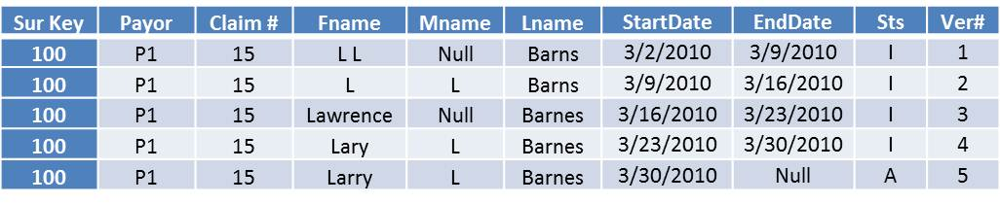 Sur Key Payor Claim # Fname Mname Lname StartDate EndDate Sts Ver#
100 P1 15 L L Null Barns 3/2/2010 3/9/2010 I 1
100 P1 15 L L Barns 3/9/2010 3/16/2010 I 2
100 P1 15 Lawrence Null Barnes 3/16/2010 3/23/2010 I 3
100 P1 15 Lary L Barnes 3/23/2010 3/30/2010 I 4
100 P1 15 Larry L Barnes 3/30/2010 Null A 5